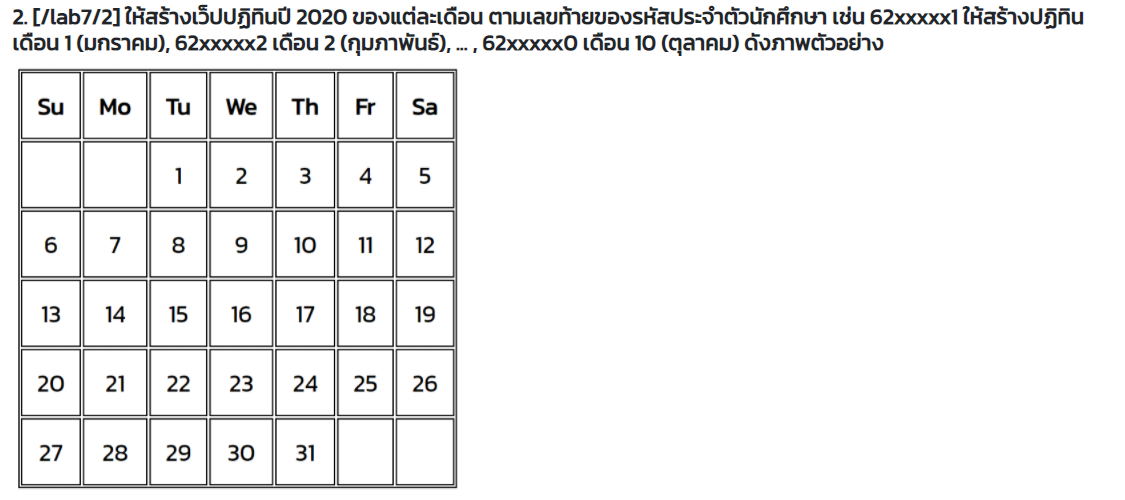 2. [/lab7/2] ให้สร้างเว็ปปฏิทินปี 2020 ของแต่ละเดือน ตามเลขท้ายของรหัสประจำตัวนักศึกษา เช่น 62xxxxx1 ให้สร้างปฏิทิน
เดือน 1 (มกราคม), 62xxxxx2 เดือน 2 (กุมภาพันธ์), ... , 62xxxxx0 เดือน 10 (ตุลาคม) ดังภาพตัวอย่าง
Su Mo Tu We Th Fr Sa
1 2 3 4 5
6 7 8 9 10 11 12
13 14 15 16 17 18 19
20 21 22 23 24 25 26
27 28 29 30 31